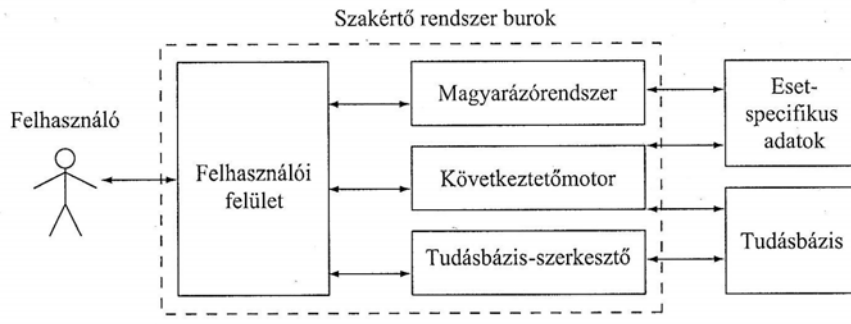 Szakértő rendszer burok
Felhasználó
Felhasználói
felület
Magyarázórendszer
Következtetőmotor
Tudásbázis-szerkesztő
Eset-
specifikus
adatok
Tudásbázis